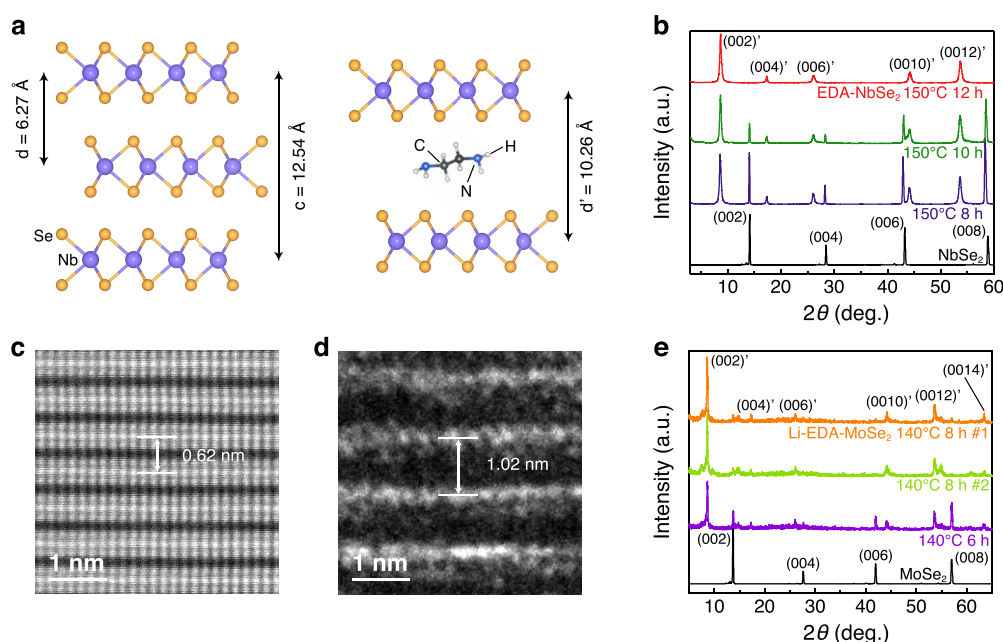 a
d = 6.27 Å
c = 12.54 Å
Se
Nb
C
H
N
d’ = 10.26 Å
b
Intensity (a.u.)
(002)’
(004)’
(006)’
(0010)’
(0012)’
EDA-NbSe₂ 150°C 12 h
150°C 10 h
150°C 8 h
(002)
(004)
(006)
(008)
NbSe₂
10 20 30 40 50 60
2θ (deg.)
c
0.62 nm
1 nm
d
1.02 nm
1 nm
e
Intensity (a.u.)
(002)’
(004)’
(006)’
(0010)’
(0012)’
(0014)’
Li-EDA-MoSe₂ 140°C 8 h #1
140°C 8 h #2
140°C 6 h
(002)
(004)
(006)
(008)
MoSe₂
10 20 30 40 50 60
2θ (deg.)